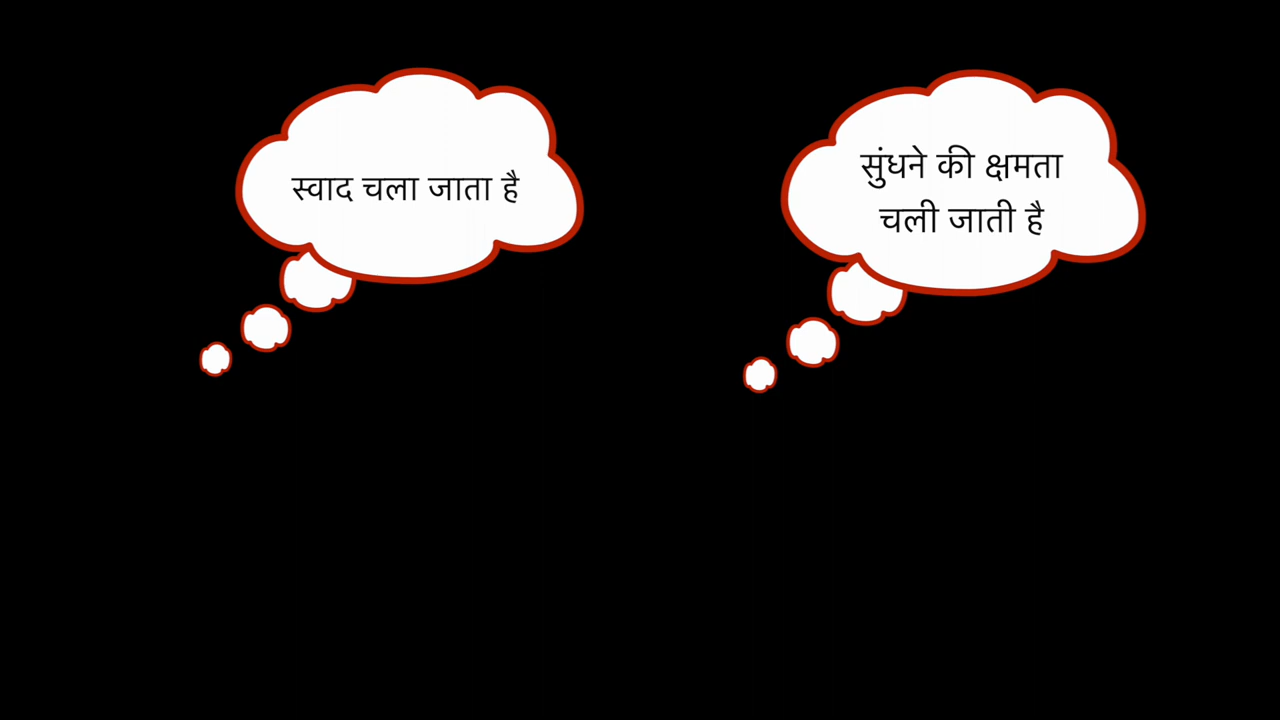 स्वाद चला जाता है
सुंधने की क्षमता
चली जाती है